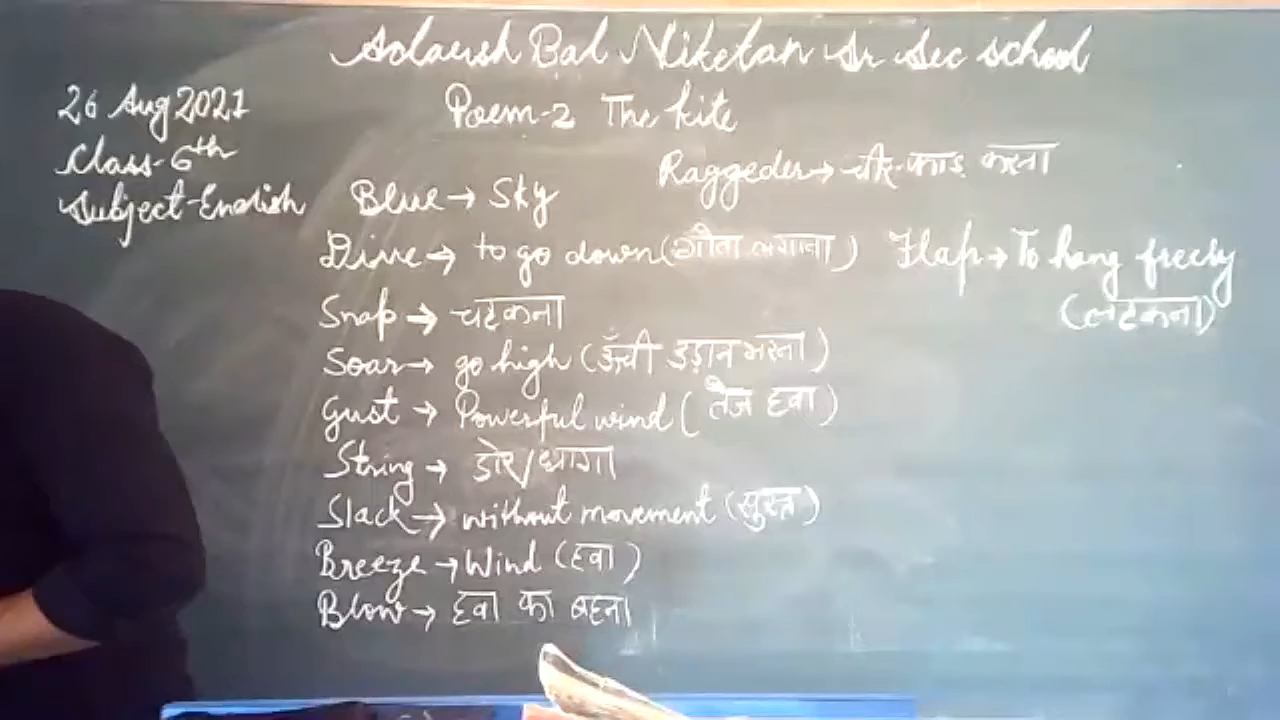 Adarsh Bal Niketan Sr Sec school
26 Aug 2021
Poem-2 The kite
Class-6th
Subject-English
Raggeder→ चीर-फाड़ करना
Blue→ Sky
Dive→ to go down (गोता लगाना)
Flap→ To hang freely
(लटकना)
Snap→ चटकना
Soar→ go high (ऊँची उड़ान भरना)
Gust→ Powerful wind (तेज हवा)
String→ डोर/धागा
Slack→ without movement (सुस्त)
Breeze→ Wind (हवा)
Blow→ हवा का बहना